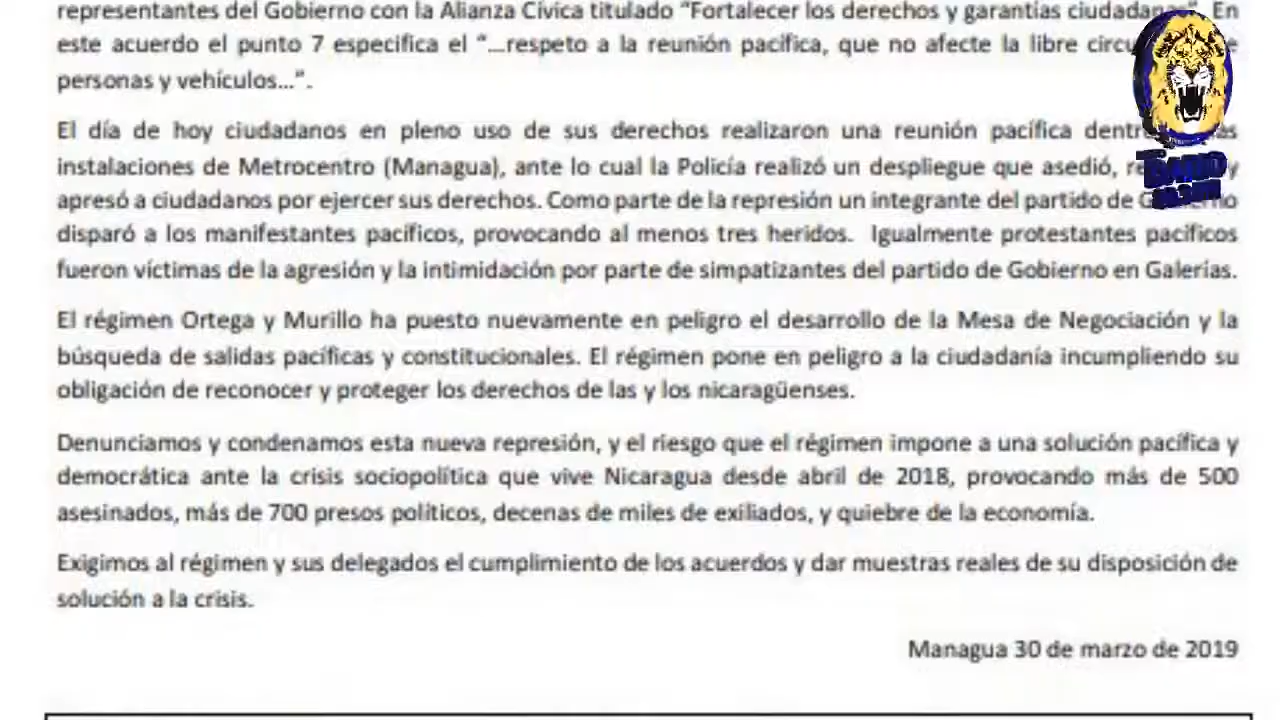 representantes del Gobierno con la Alianza Cívica titulado “Fortalecer los derechos y garantías En
este acuerdo el punto 7 especifica el “...respeto a la reunión pacífica, que no afecte la libre
personas y vehículos...”.
El día de hoy ciudadanos en pleno uso de sus derechos realizaron una reunión pacífica
instalaciones de Metrocentro (Managua), ante lo cual la Policía realizó un despliegue que asedió, y
apresó a ciudadanos por ejercer sus derechos. Como parte de la represión un integrante del partido de
disparó a los manifestantes pacíficos, provocando al menos tres heridos. Igualmente protestantes pacíficos
fueron víctimas de la agresión y la intimidación por parte de simpatizantes del partido de Gobierno en Galerías.
El régimen Ortega y Murillo ha puesto nuevamente en peligro el desarrollo de la Mesa de Negociación y la
búsqueda de salidas pacíficas y constitucionales. El régimen pone en peligro a la ciudadanía incumpliendo su
obligación de reconocer y proteger los derechos de las y los nicaragüenses.
Denunciamos y condenamos esta nueva represión, y el riesgo que el régimen impone a una solución pacífica y
democrática ante la crisis sociopolítica que vive Nicaragua desde abril de 2018, provocando más de 500
asesinados, más de 700 presos políticos, decenas de miles de exiliados, y quiebre de la economía.
Exigimos al régimen y sus delegados el cumplimiento de los acuerdos y dar muestras reales de su disposición de
solución a la crisis.
Managua 30 de marzo de 2019